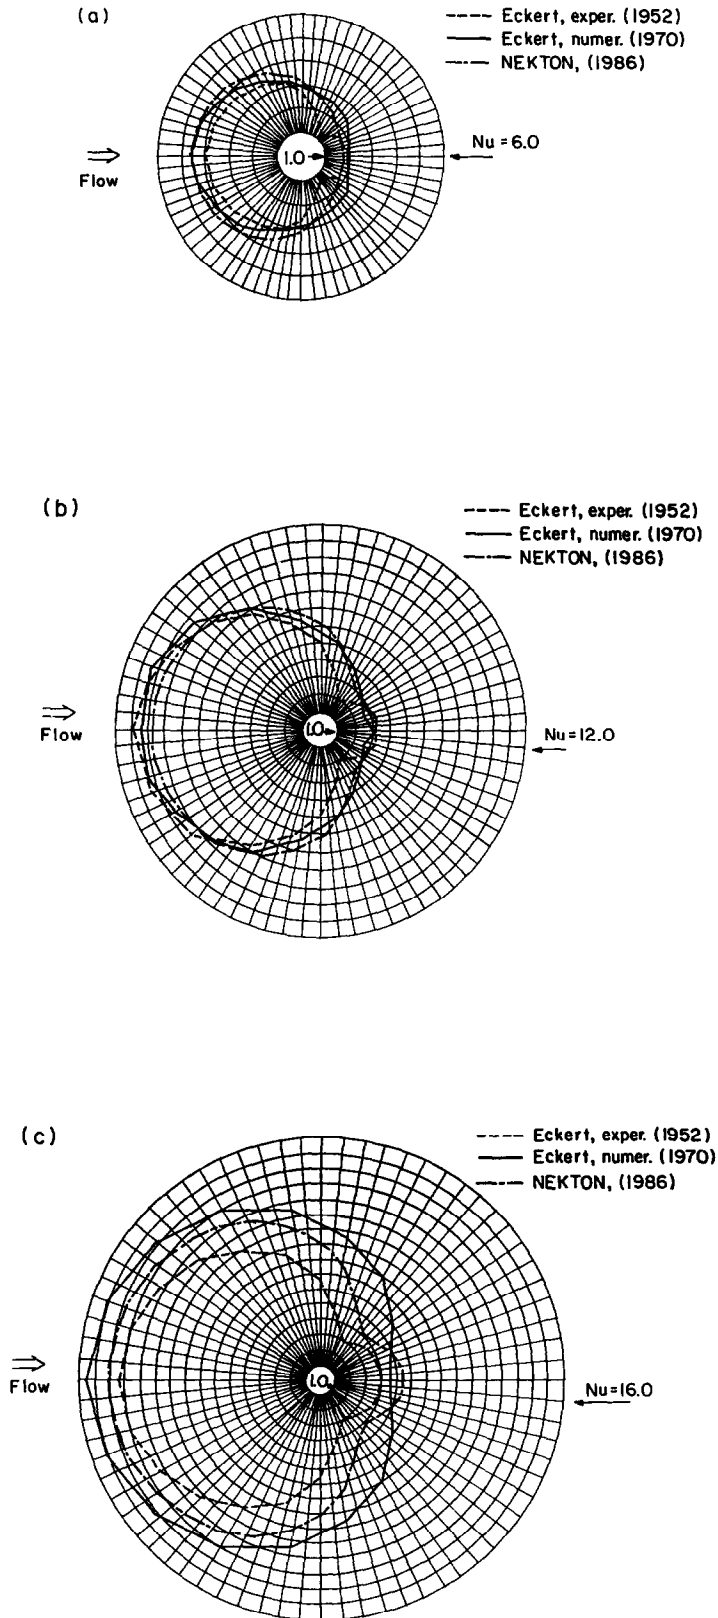 (a)
Eckert, exper. (1952)
Eckert, numer. (1970)
NEKTON, (1986)
Nu=6.0
1.0
Flow
(b)
Eckert, exper. (1952)
Eckert, numer. (1970)
NEKTON, (1986)
1.0
Nu=12.0
Flow
(c)
Eckert, exper. (1952)
Eckert, numer. (1970)
NEKTON, (1986)
Flow
1.0
Nu=16.0